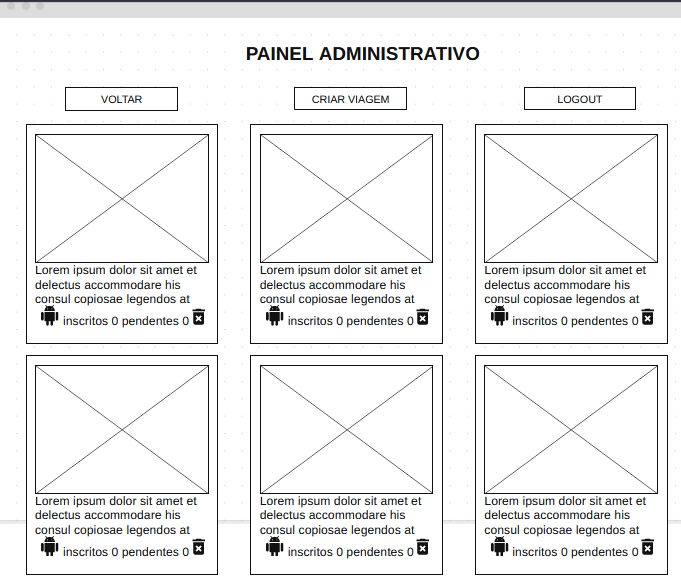 PAINEL ADMINISTRATIVO
VOLTAR
CRIAR VIAGEM
LOGOUT
Lorem ipsum dolor sit amet et
delectus accommodare his
consul copiosae legendos at
inscritos 0 pendentes 0
Lorem ipsum dolor sit amet et
delectus accommodare his
consul copiosae legendos at
inscritos 0 pendentes 0
Lorem ipsum dolor sit amet et
delectus accommodare his
consul copiosae legendos at
inscritos 0 pendentes 0
Lorem ipsum dolor sit amet et
delectus accommodare his
consul copiosae legendos at
inscritos 0 pendentes 0
Lorem ipsum dolor sit amet et
delectus accommodare his
consul copiosae legendos at
inscritos 0 pendentes 0
Lorem ipsum dolor sit amet et
delectus accommodare his
consul copiosae legendos at
inscritos 0 pendentes 0